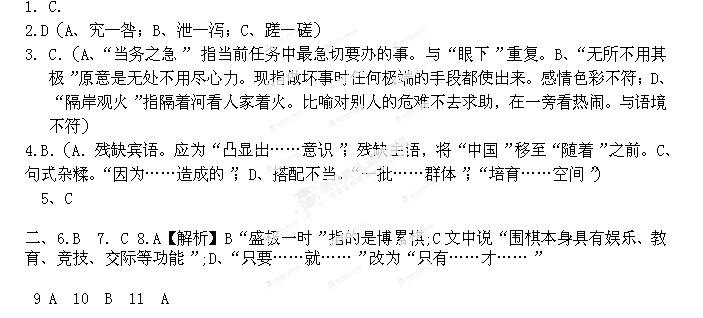 1. C.
2.D（A、究一咎；B、泄一泻；C、蹉一磋）
3. C.（A、“当务之急 ”指当前任务中最急切要办的事。与“眼下”重复。B、“无所不用其
极 ”原意是无处不用尽心力。现指做坏事时任何极端的手段都使出来。感情色彩不符；D、
“隔岸观火 ”指隔着河看人家着火。比喻对别人的危难不去求助，在一旁看热闹。与语境
不符）
4.B.（A．残缺宾语。应为“凸显出……意识 ”；残缺主语，将“中国 ”移至“随着 ”之前。C、
句式杂糅。“因为……造成的 ”；D、搭配不当。“一批……群体 ”；“培育……空间 ”）
5、C
二、6.B 7. C 8.A【解析】B“盛极一时 ”指的是博累棋;C文中说“围棋本身具有娱乐、教
育、竞技、交际等功能 ”;D、“只要……就…… ”改为“只有……才…… ”
9 A 10 B 11 A